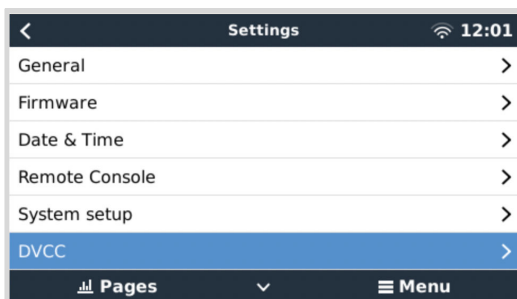 Settings 12:01
General
Firmware
Date & Time
Remote Console
System setup
DVCC
Pages Menu